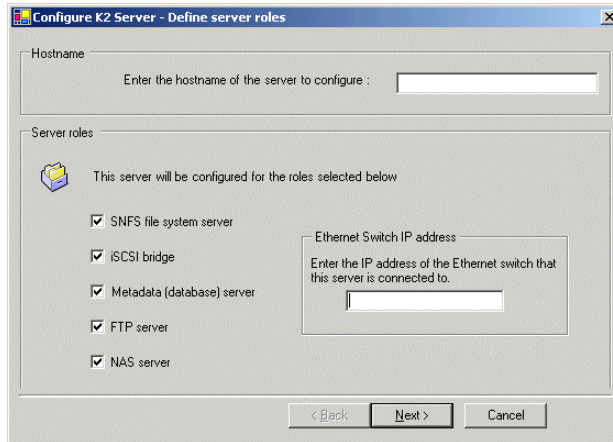 Configure K2 Server - Define server roles
Hostname
Enter the hostname of the server to configure :
Server roles
This server will be configured for the roles selected below
SNFS file system server
iSCSI bridge
Metadata (database) server
FTP server
NAS server
Ethernet Switch IP address
Enter the IP address of the Ethernet switch that
this server is connected to.
< Back
Next >
Cancel